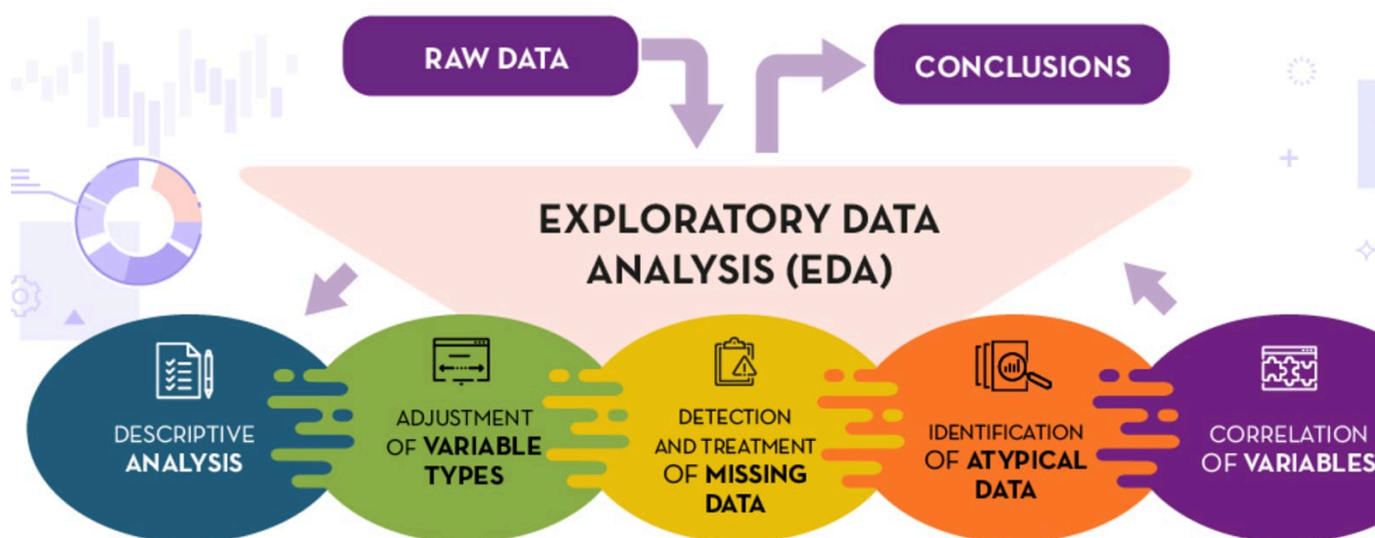 RAW DATA
CONCLUSIONS
EXPLORATORY DATA
ANALYSIS (EDA)
DESCRIPTIVE
ANALYSIS
ADJUSTMENT
OF VARIABLE
TYPES
DETECTION
AND TREATMENT
OF MISSING
DATA
IDENTIFICATION
OF ATYPICAL
DATA
CORRELATION
OF VARIABLES